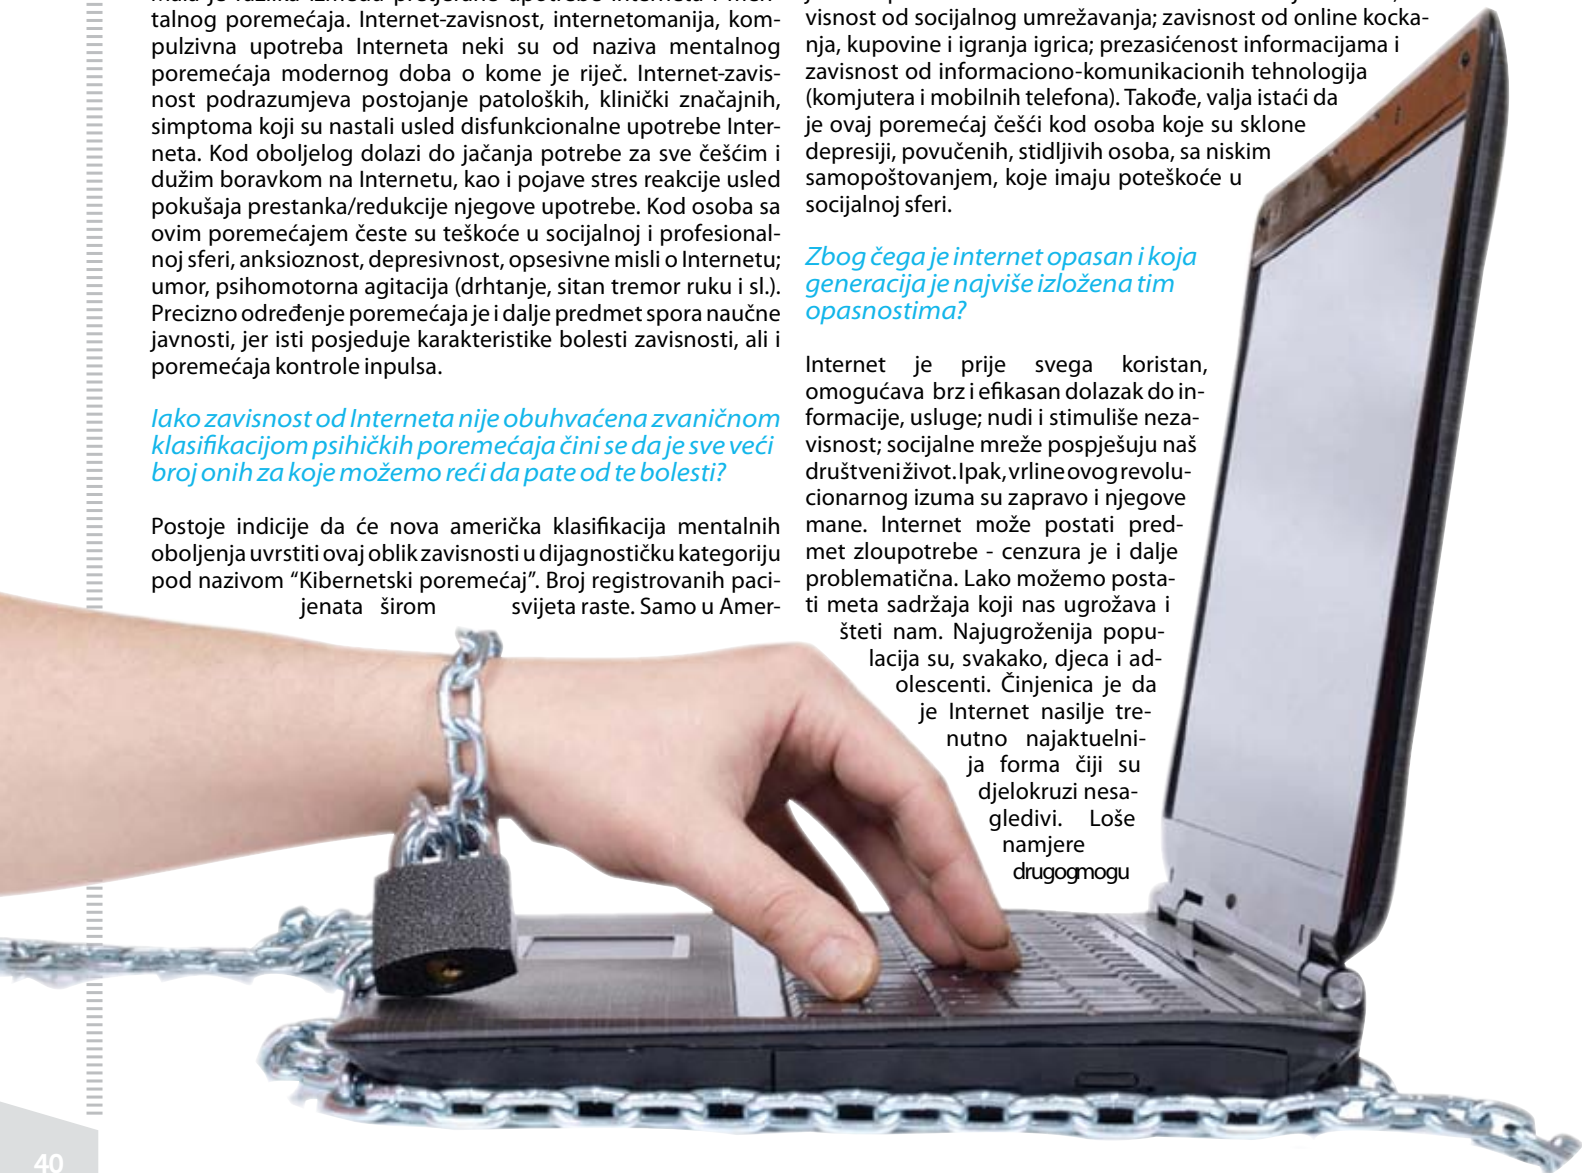 talnog poremećaja. Internet-zavisnost, internetomanija, kom-
pulzivna upotreba Interneta neki su od naziva mentalnog
poremećaja modernog doba o kome je riječ. Internet-zavis-
nost podrazumjeva postojanje patoloških, klinički značajnih,
simptoma koji su nastali usled disfunkcionalne upotrebe Inter-
neta. Kod oboljelog dolazi do jačanja potrebe za sve češćim i
dužim boravkom na Internetu, kao i pojave stres reakcije usled
pokušaja prestanka/redukcije njegove upotrebe. Kod osoba sa
ovim poremećajem česte su teškoće u socijalnoj i profesional-
noj sferi, anksioznost, depresivnost, opsesivne misli o Internetu;
umor, psihomotorna agitacija (drhtanje, sitan tremor ruku i sl.).
Precizno određenje poremećaja je i dalje predmet spora naučne
javnosti, jer isti posjeduje karakteristike bolesti zavisnosti, ali i
poremećaja kontrole inpulsa.
Iako zavisnost od Interneta nije obuhvaćena zvaničnom
klasifikacijom psihičkih poremećaja čini se da je sve veći
broj onih za koje možemo reći da pate od te bolesti?
Postoje indicije da će nova američka klasifikacija mentalnih
oboljenja uvrstiti ovaj oblik zavisnosti u dijagnostičku kategoriju
pod nazivom “Kibernetski poremećaj”. Broj registrovanih paci-
jenata širom svijeta raste. Samo u Amer-
visnost od socijalnog umrežavanja; zavisnost od online kocka-
nja, kupovine i igranja igrica; prezasićenost informacijama i
zavisnost od informaciono-komunikacionih tehnologija
(komjutera i mobilnih telefona). Takođe, valja istaći da
je ovaj poremećaj češći kod osoba koje su sklone
depresiji, povučenih, stidljivih osoba, sa niskim
samopoštovanjem, koje imaju poteškoće u
socijalnoj sferi.
Zbog čega je internet opasan i koja
generacija je najviše izložena tim
opasnostima?
Internet je prije svega koristan,
omogućava brz i efikasan dolazak do in-
formacije, usluge; nudi i stimuliše neza-
visnost; socijalne mreže pospješuju naš
društveni život. Ipak, vrline ovog revolu-
cionarnog izuma su zapravo i njegove
mane. Internet može postati pred-
met zloupotrebe - cenzura je i dalje
problematična. Lako možemo posta-
ti meta sadržaja koji nas ugrožava i
šteti nam. Najugroženija popu-
lacija su, svakako, djeca i ad-
olescenti. Činjenica je da
je Internet nasilje tre-
nutno najaktuelni-
ja forma čiji su
djelokruzi nesa-
gledivi. Loše
namjere
drugogmogu
40